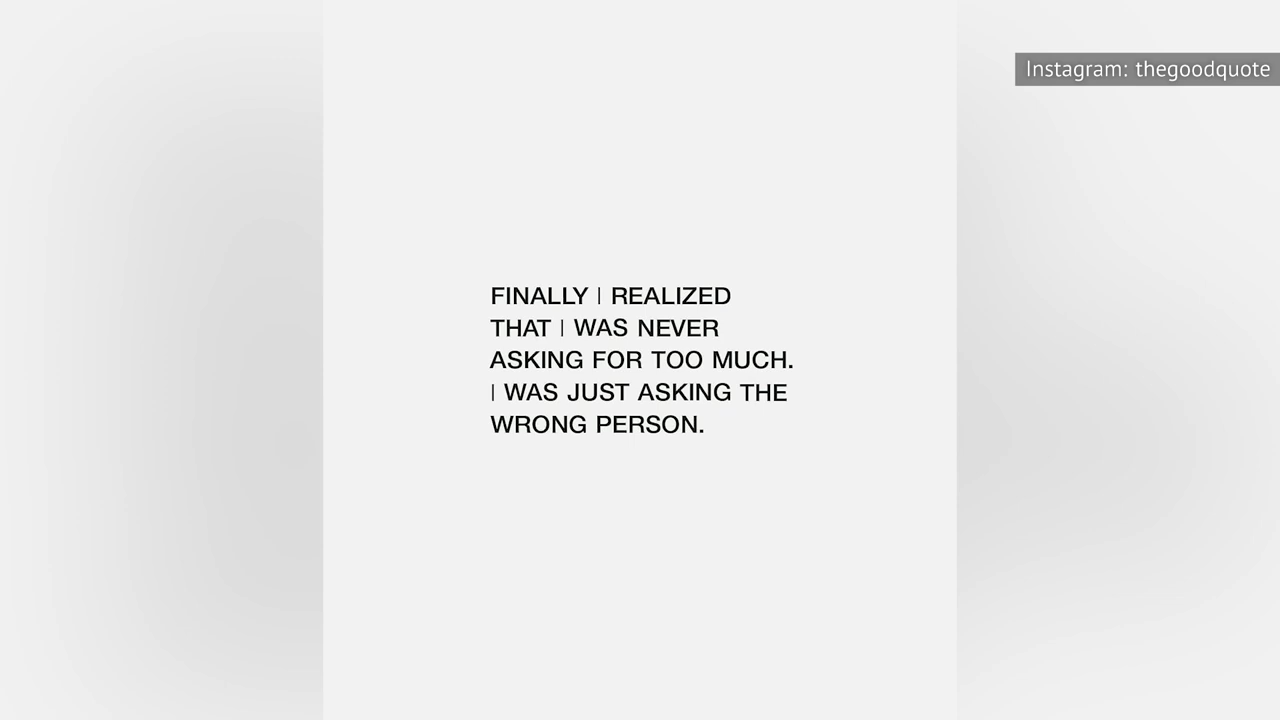 Instagram: thegoodquote
FINALLY I REALIZED
THAT I WAS NEVER
ASKING FOR TOO MUCH.
I WAS JUST ASKING THE
WRONG PERSON.